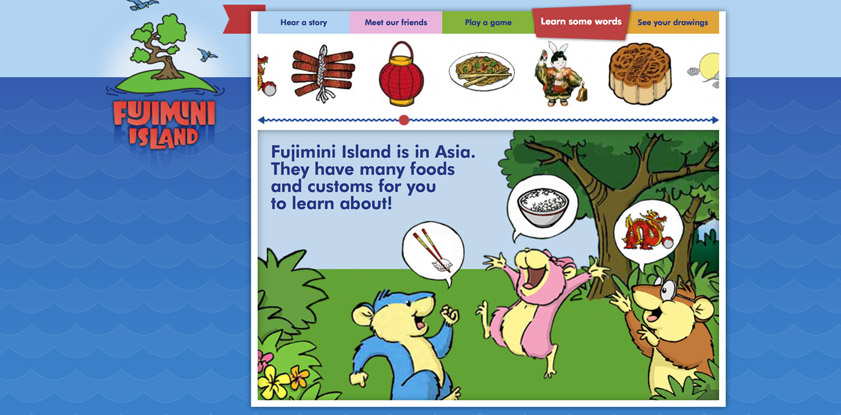 Hear a story
Meet our friends
Play a game
Learn some words
See your drawings
FUJIMINI
ISLAND
Fujimini Island is in Asia.
They have many foods
and customs for you
to learn about!